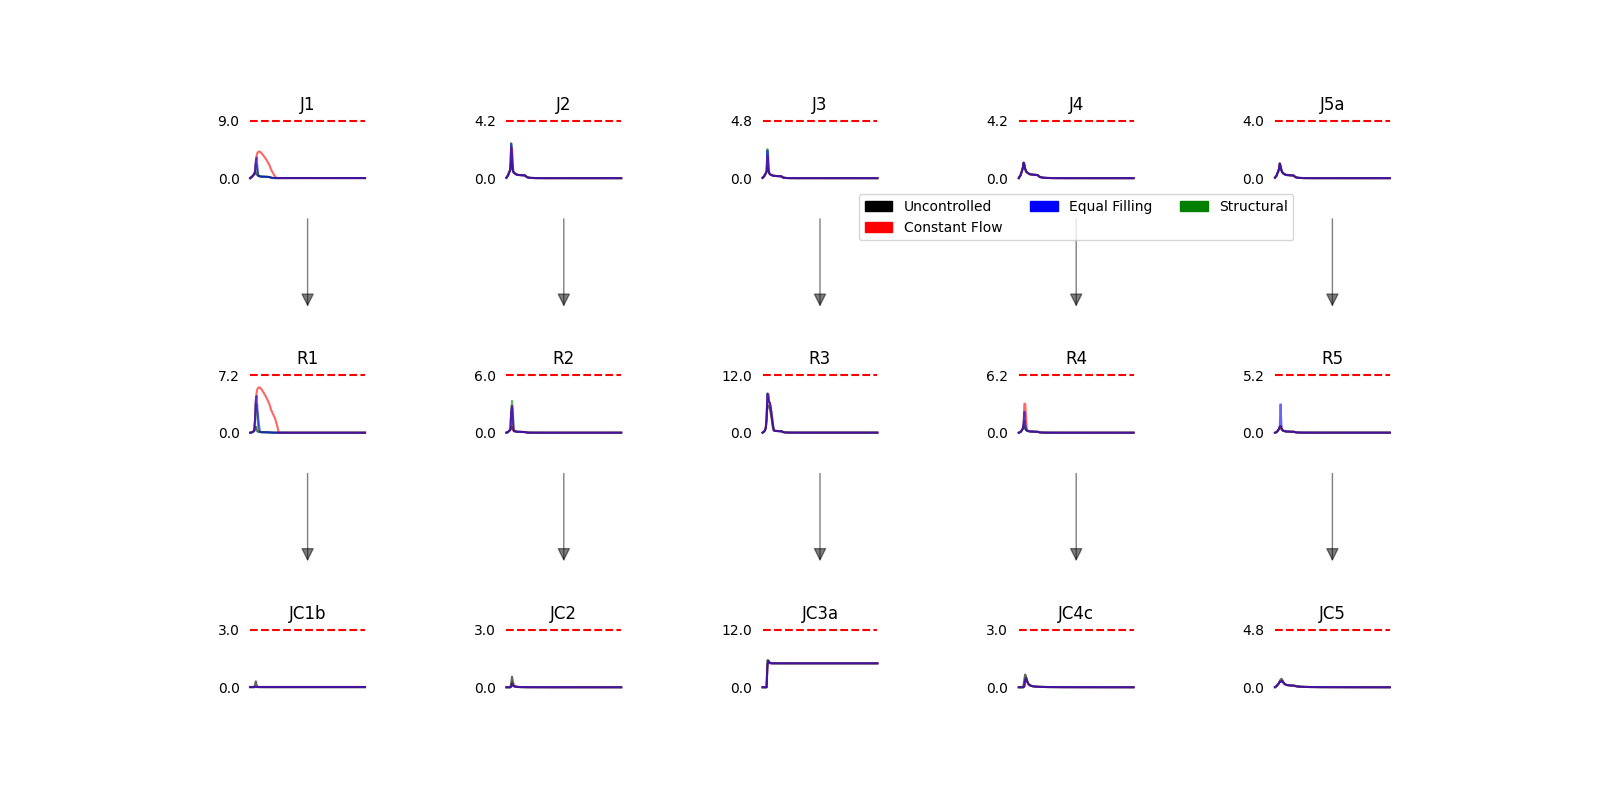 J1 J2 J3 J4 J5a
9.0 4.2 4.8 4.2 4.0
0.0 0.0 0.0 0.0 0.0
Uncontrolled Equal Filling Structural
Constant Flow
R1 R2 R3 R4 R5
7.2 6.0 12.0 6.2 5.2
0.0 0.0 0.0 0.0 0.0
JC1b JC2 JC3a JC4c JC5
3.0 3.0 12.0 3.0 4.8
0.0 0.0 0.0 0.0 0.0